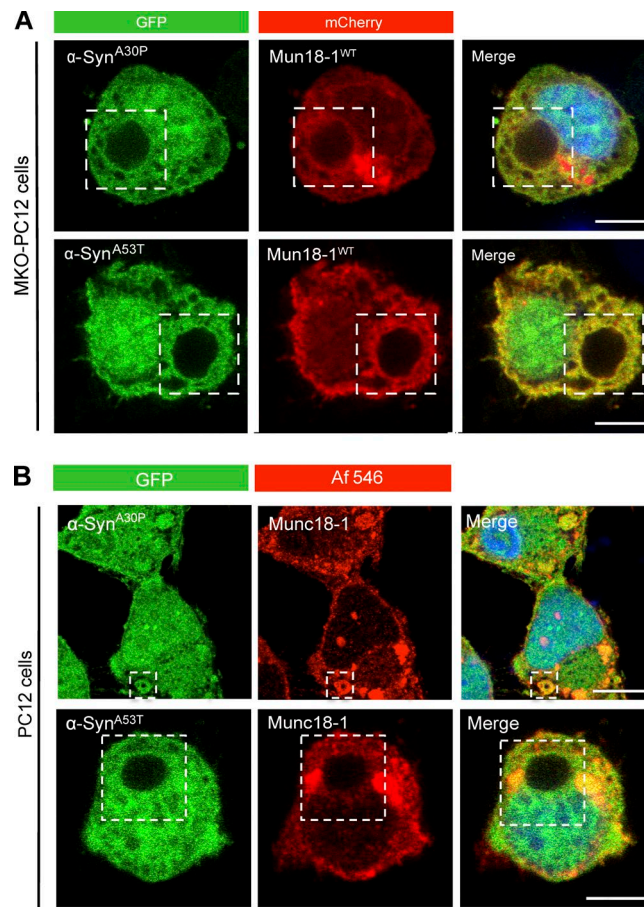 A
GFP
mCherry
α-Syn^A30P
Mun18-1^WT
Merge
MKO-PC12 cells
α-Syn^A53T
Mun18-1^WT
Merge
B
GFP
Af 546
α-Syn^A30P
Munc18-1
Merge
PC12 cells
α-Syn^A53T
Munc18-1
Merge